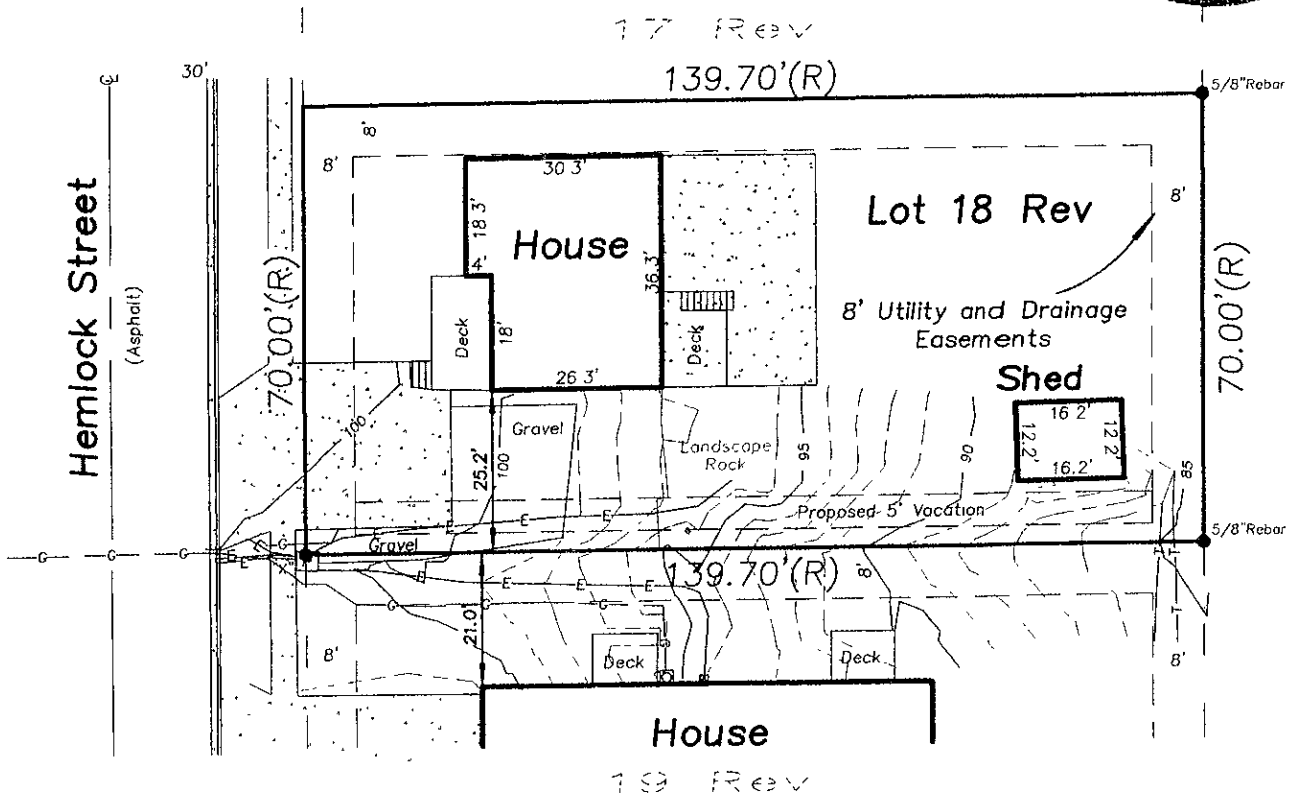 17 Rev
30'
139.70'(R)
5/8"Rebar
8'
8'
30 3'
8'
Lot 18 Rev
18 3'
House
4'
36.3'
Hemlock Street
(Asphalt)
70.00'(R)
70.00'(R)
8' Utility and Drainage
Easements
Deck
18'
Deck
Shed
26 3'
16 2'
12.2'
12.2'
16.2'
100
Gravel
25.2'
100
Landscape
Rock
95
90
85
Proposed 5' Vacation
E
E
E
G
G
G
G
E
E
Gravel
5/8"Rebar
139.70'(R)
8'
T
T
E
E
E
E
G
G
G
21.0'
T
G
8'
Deck
Deck
8'
House
19 Rev